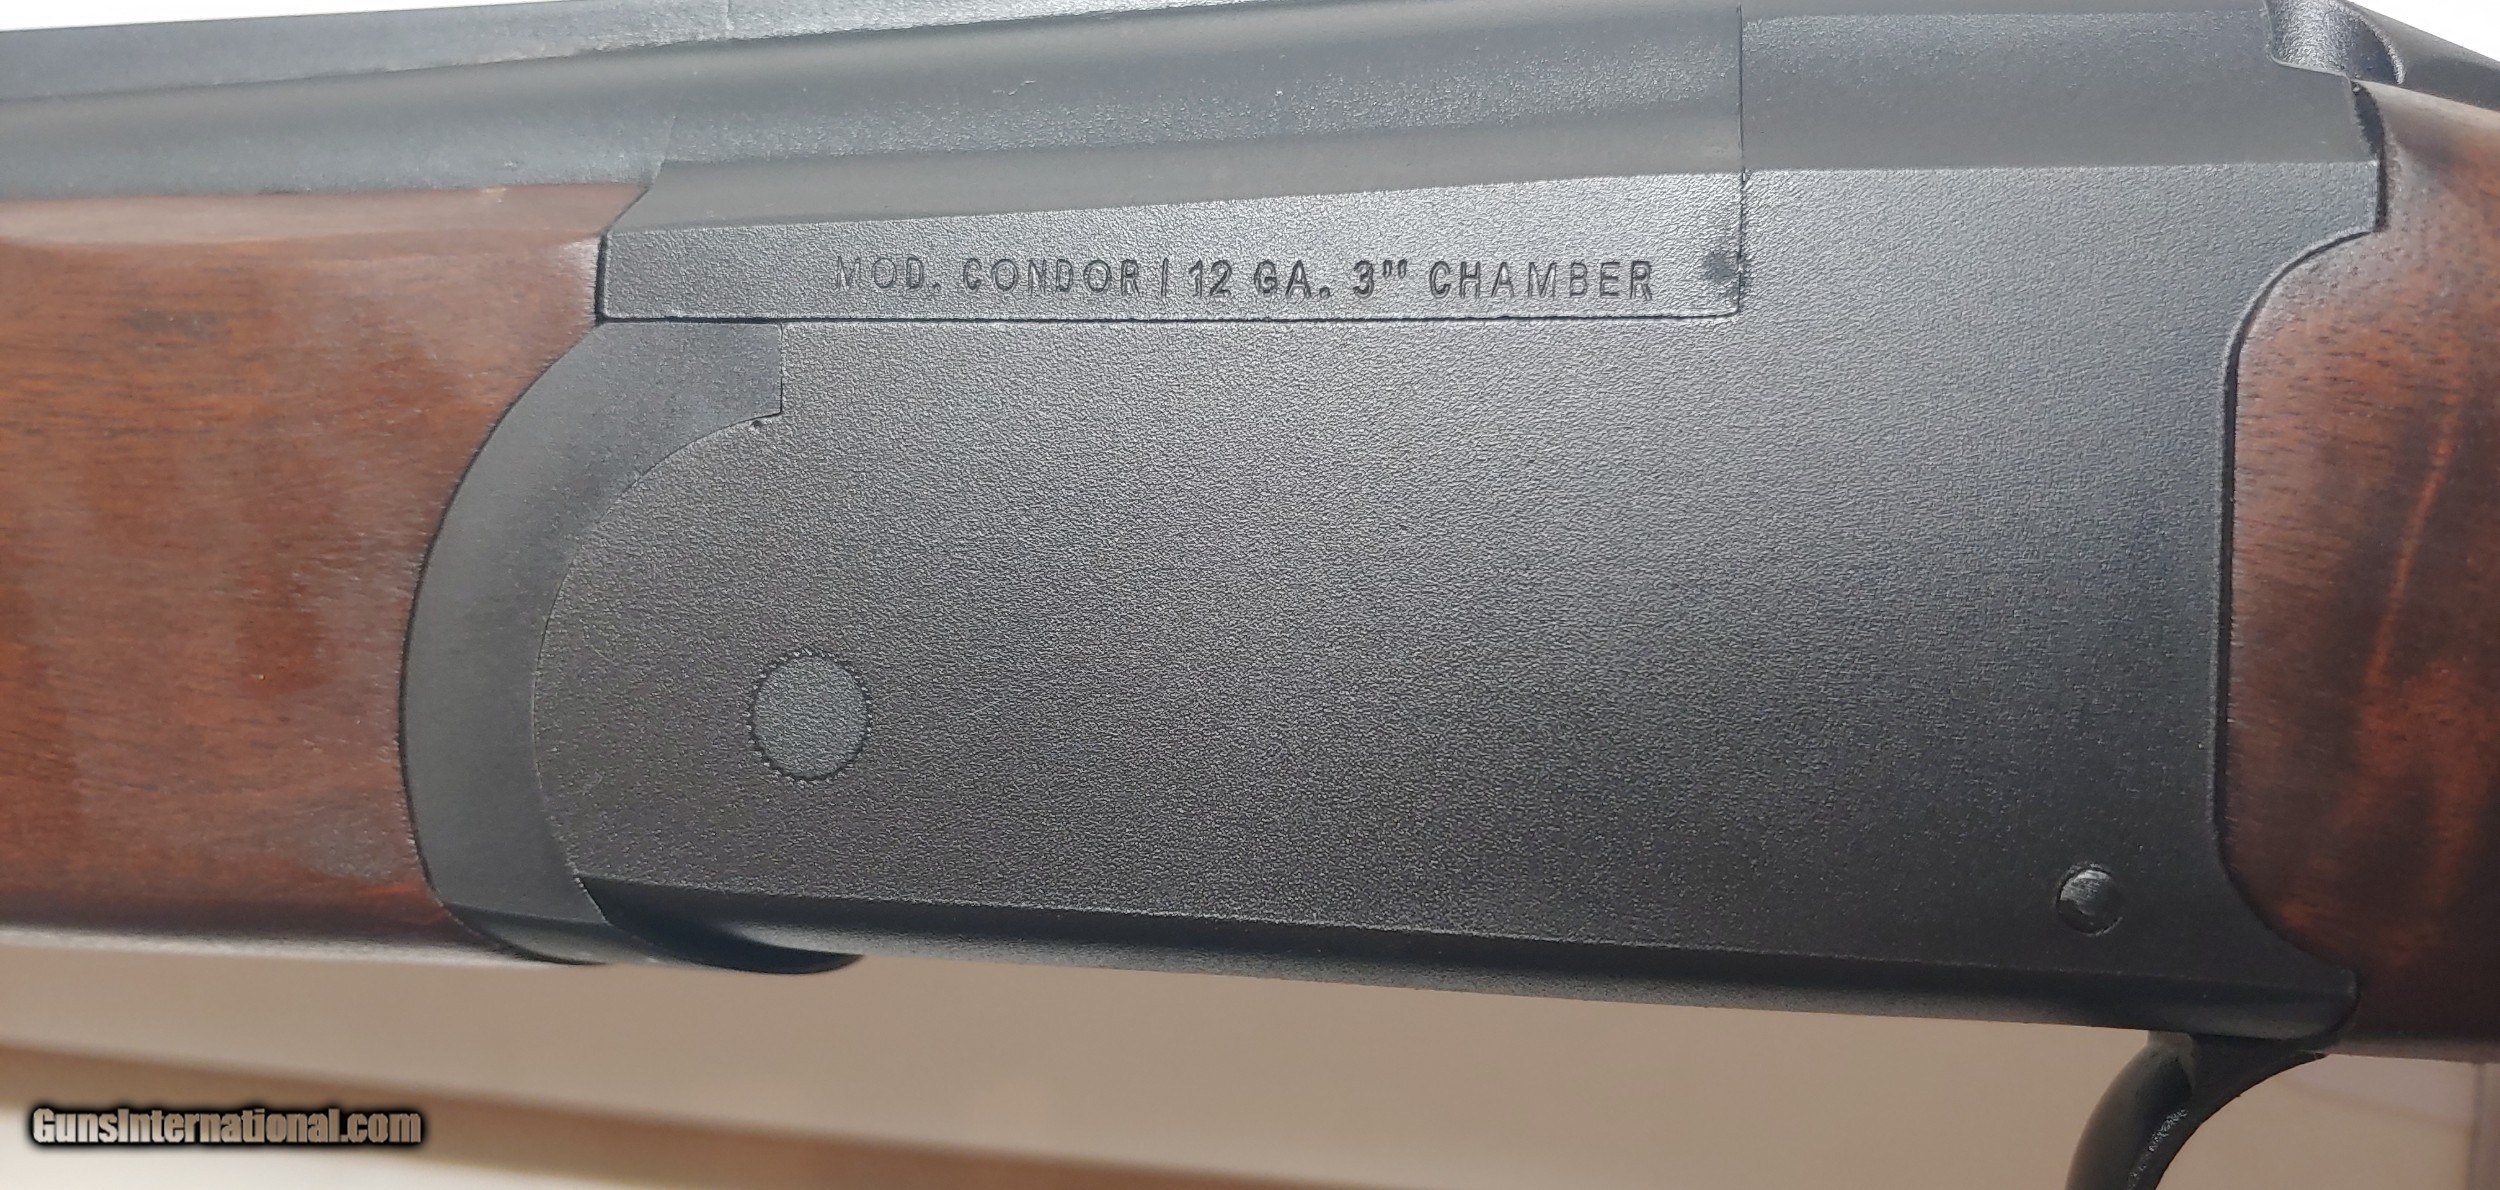 MOD. CONDOR | 12 GA. 3"" CHAMBER
GunsInternational.com